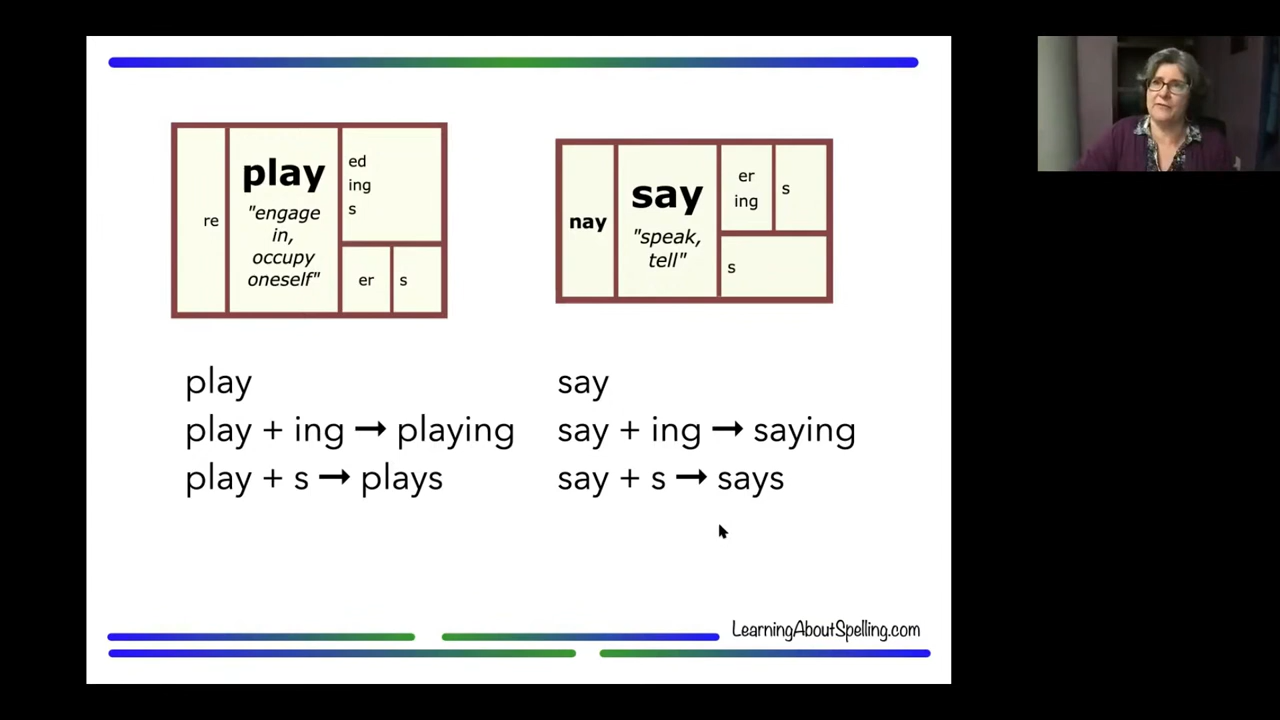 re
play
"engage
in,
occupy
oneself"
ed
ing
s
er
s
nay
say
"speak,
tell"
er
ing
s
s
play
play + ing → playing
play + s → plays
say
say + ing → saying
say + s → says
LearningAboutSpelling.com